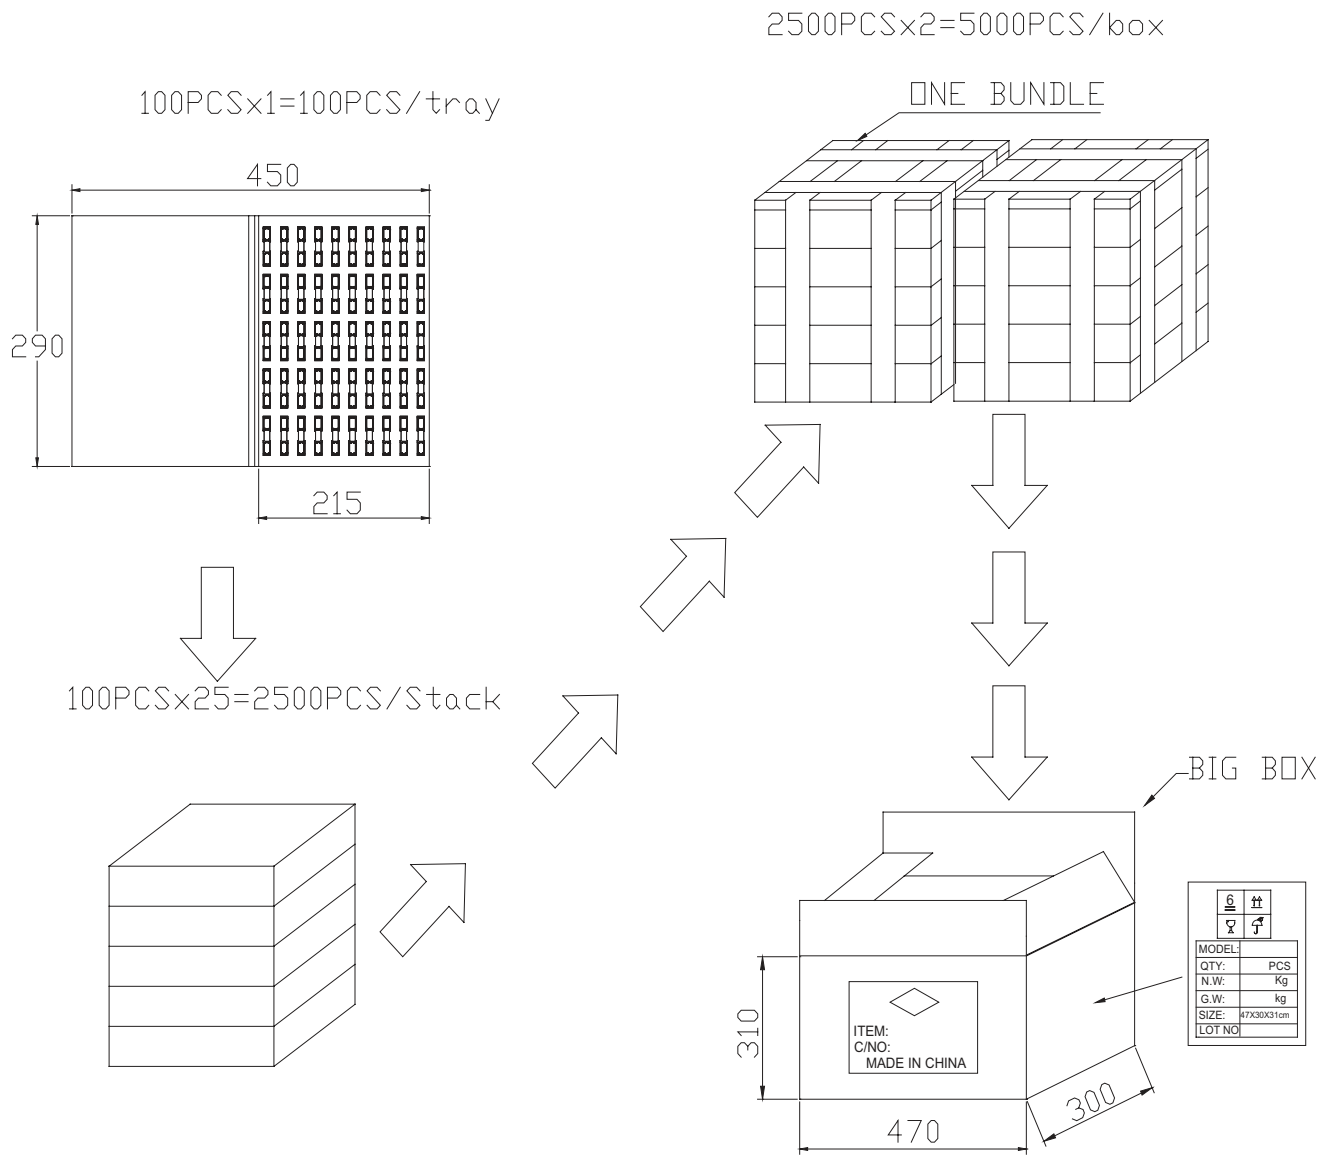 2500PCSx2=5000PCS/box
ONE BUNDLE
100PCSx1=100PCS/tray
450
290
215
100PCSx25=2500PCS/Stack
BIG BOX
6
MODEL:
QTY: PCS
N.W: Kg
G.W: kg
SIZE: 47X30X31cm
LOT NO
ITEM:
C/NO:
MADE IN CHINA
310
300
470